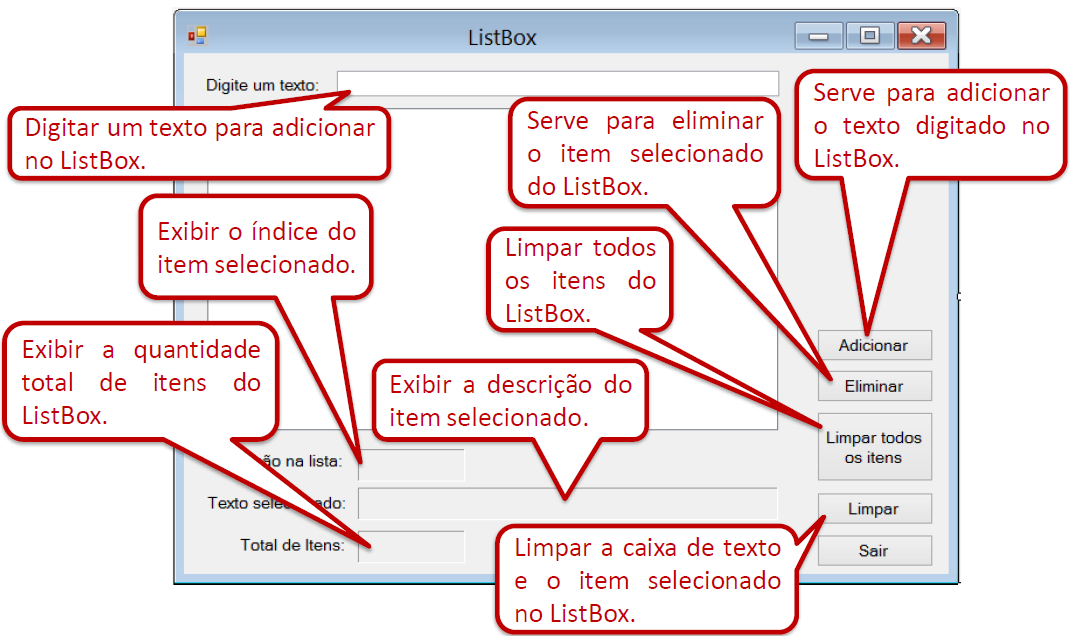 ListBox
Digite um texto:
Digitar um texto para adicionar
no ListBox.
Serve para eliminar
o item selecionado
do ListBox.
Serve para adicionar
o texto digitado no
ListBox.
Exibir o índice do
item selecionado.
Limpar todos
os itens do
ListBox.
Exibir a quantidade
total de itens do
ListBox.
Exibir a descrição do
item selecionado.
Adicionar
Eliminar
Limpar todos
os itens
na lista:
Texto
Total de Itens:
Limpar
Sair
Limpar a caixa de texto
e o item selecionado
no ListBox.